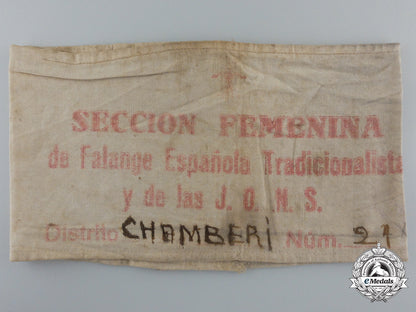 SECCION FEMENINA
de Falange Española Tradicionalista
y de las J. O. N. S.
Distrito CHAMBERI Núm. 21
eMedals